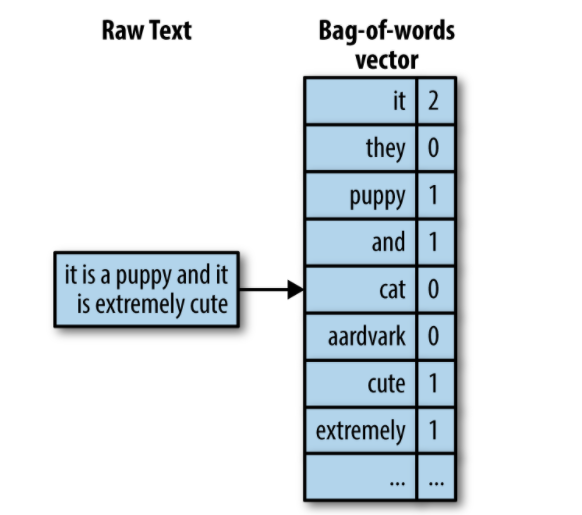 Raw Text
Bag-of-words
vector
it is a puppy and it
is extremely cute
it 2
they 0
puppy 1
and 1
cat 0
aardvark 0
cute 1
extremely 1
... ...